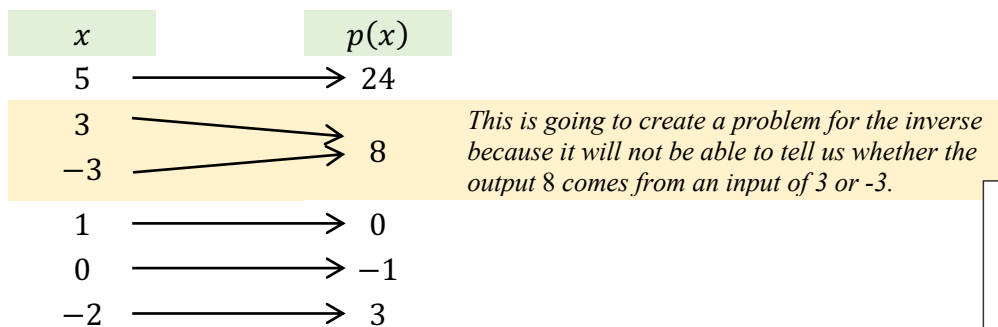 x p(x)
5 24
3
8
−3
This is going to create a problem for the inverse
because it will not be able to tell us whether the
output 8 comes from an input of 3 or -3.
1 0
0 −1
−2 3